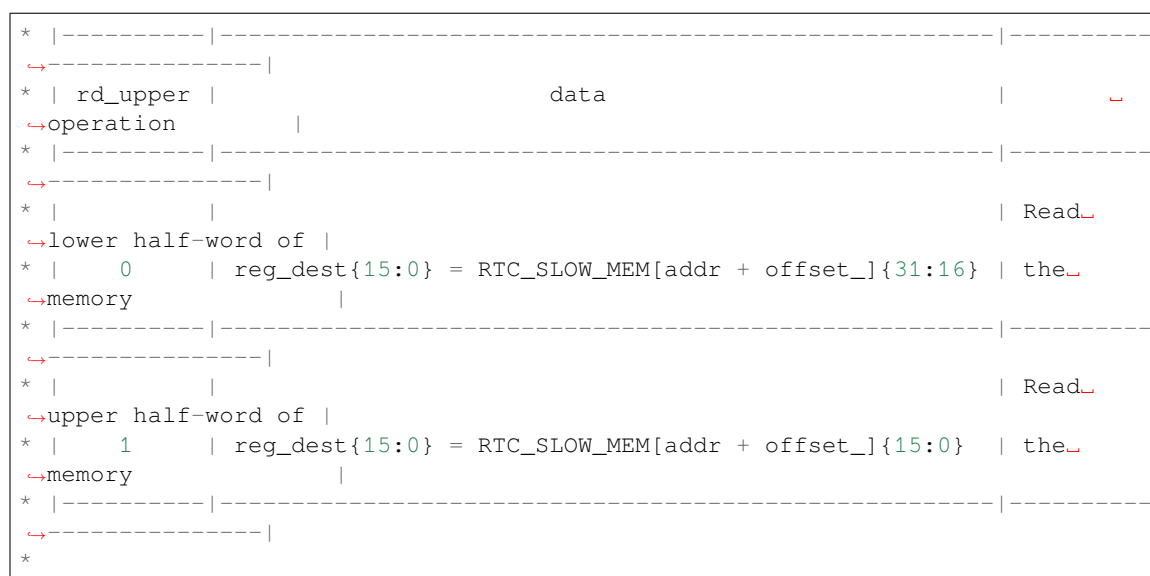 * |----------|-----------------------------------------------------------|-----------
↪---------------|
* | rd_upper |                         data                              |        ␣
↪operation         |
* |----------|-----------------------------------------------------------|-----------
↪---------------|
* |          |                                                           | Read␣
↪lower half-word of |
* |     0    | reg_dest{15:0} = RTC_SLOW_MEM[addr + offset_]{31:16} | the␣
↪memory                |
* |----------|-----------------------------------------------------------|-----------
↪---------------|
* |          |                                                           | Read␣
↪upper half-word of |
* |     1    | reg_dest{15:0} = RTC_SLOW_MEM[addr + offset_]{15:0}  | the␣
↪memory                |
* |----------|-----------------------------------------------------------|-----------
↪---------------|
*